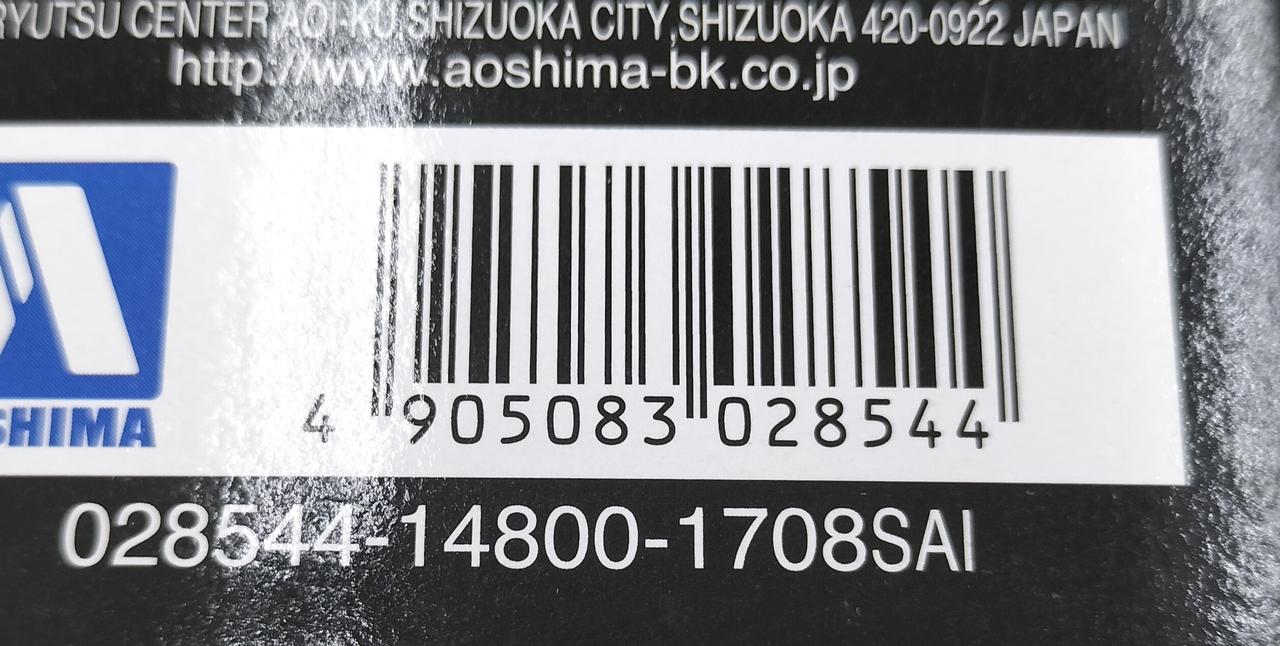 RYUTSU CENTER AOI-KU SHIZUOKA CITY,SHIZUOKA 420-0922 JAPAN
http://www.aoshima-bk.co.jp
SHIMA
4 905083 028544
028544-14800-1708SAI